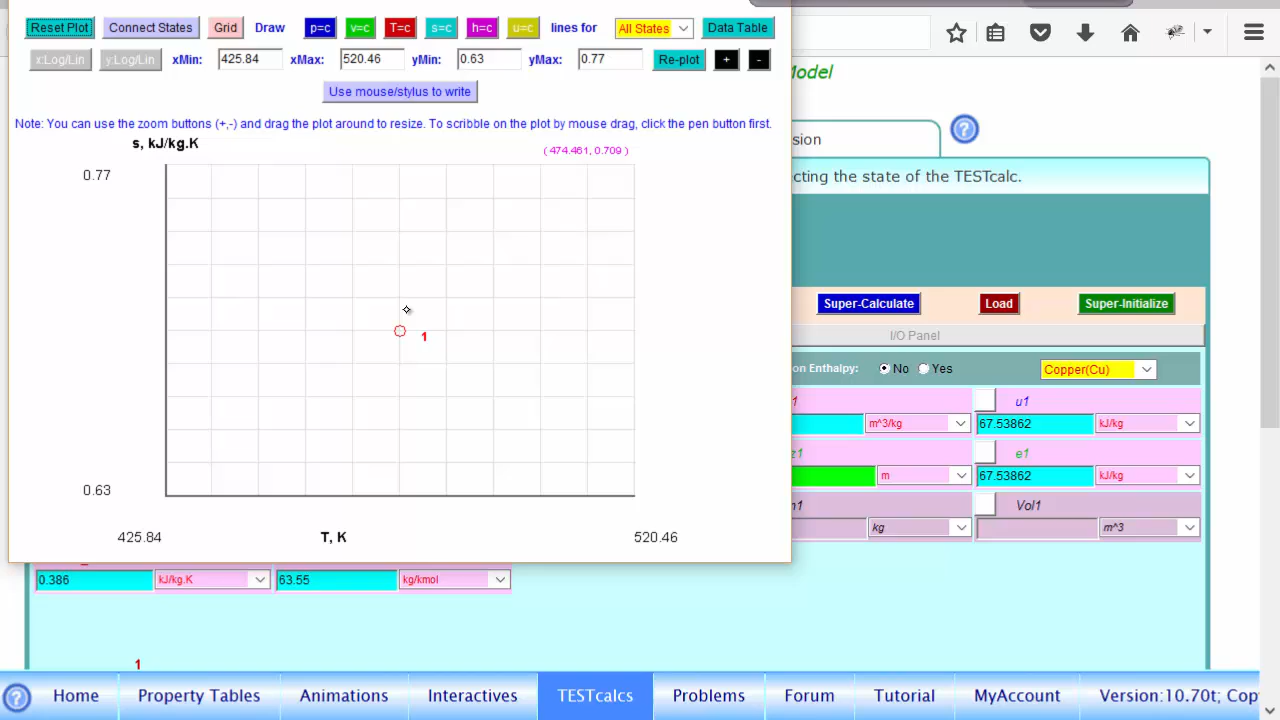 Reset Plot Connect States Grid Draw p=c v=c T=c s=c h=c u=c lines for All States Data Table
x:Log/Lin y:Log/Lin xMin: 425.84 xMax: 520.46 yMin: 0.63 yMax: 0.77 Re-plot + -
Use mouse/stylus to write
Note: You can use the zoom buttons (+,-) and drag the plot around to resize. To scribble on the plot by mouse drag, click the pen button first.
s, kJ/kg.K
( 474.461, 0.709 )
0.77
1
0.63
425.84 T, K 520.46
Model
sion ?
cting the state of the TESTcalc.
Super-Calculate Load Super-Initialize
I/O Panel
on Enthalpy: No Yes Copper(Cu)
1 u1
m^3/kg 67.53862 kJ/kg
z1 e1
m 67.53862 kJ/kg
n1 Vol1
kg m^3
0.386 kJ/kg.K 63.55 kg/kmol
1
? Home Property Tables Animations Interactives TESTcalcs Problems Forum Tutorial MyAccount Version:10.70t; Cop